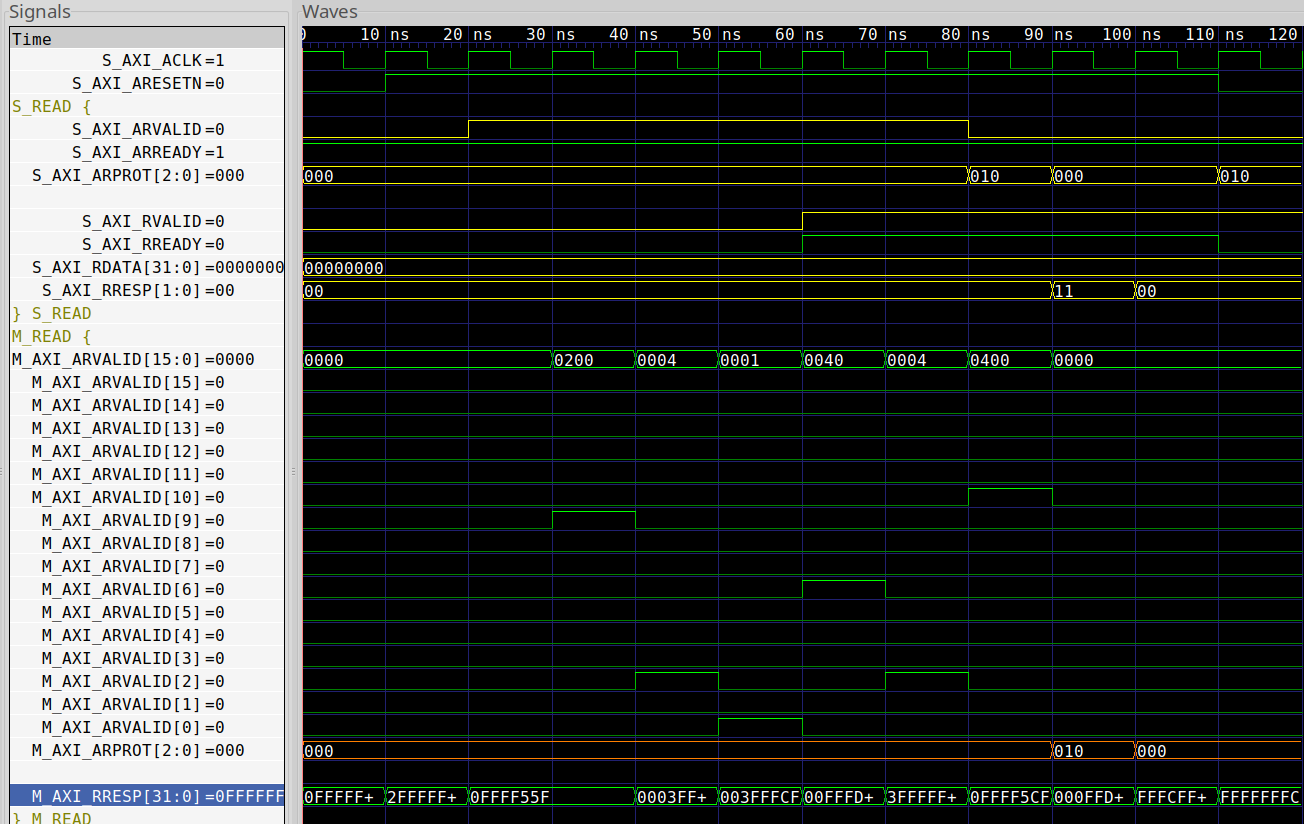 Signals
Waves
Time
0 10 ns 20 ns 30 ns 40 ns 50 ns 60 ns 70 ns 80 ns 90 ns 100 ns 110 ns 120
S_AXI_ACLK=1
S_AXI_ARESETN=0
S_READ {
S_AXI_ARVALID=0
S_AXI_ARREADY=1
S_AXI_ARPROT[2:0]=000 000 010 000 010
S_AXI_RVALID=0
S_AXI_RREADY=0
S_AXI_RDATA[31:0]=0000000 00000000
S_AXI_RRESP[1:0]=00 00 11 00
} S_READ
M_READ {
M_AXI_ARVALID[15:0]=0000 0000 0200 0004 0001 0040 0004 0400 0000
M_AXI_ARVALID[15]=0
M_AXI_ARVALID[14]=0
M_AXI_ARVALID[13]=0
M_AXI_ARVALID[12]=0
M_AXI_ARVALID[11]=0
M_AXI_ARVALID[10]=0
M_AXI_ARVALID[9]=0
M_AXI_ARVALID[8]=0
M_AXI_ARVALID[7]=0
M_AXI_ARVALID[6]=0
M_AXI_ARVALID[5]=0
M_AXI_ARVALID[4]=0
M_AXI_ARVALID[3]=0
M_AXI_ARVALID[2]=0
M_AXI_ARVALID[1]=0
M_AXI_ARVALID[0]=0
M_AXI_ARPROT[2:0]=000 000 010 000
M_AXI_RRESP[31:0]=0FFFFFF 0FFFFF+ 2FFFFF+ 0FFFF55F 0003FF+ 003FFFCF 00FFFD+ 3FFFFF+ 0FFFF5CF 000FFD+ FFFCFF+ FFFFFFFC
} M_READ